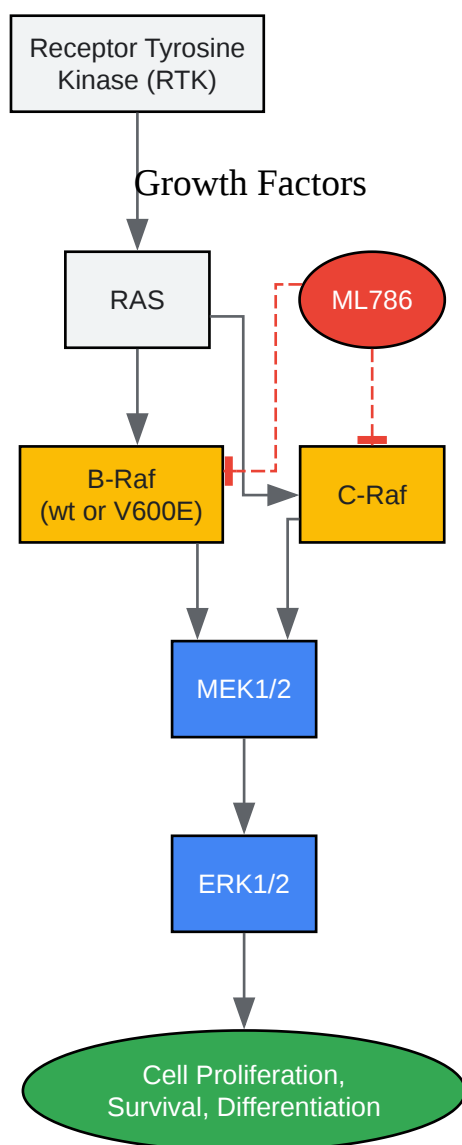 Receptor Tyrosine
Kinase (RTK)
Growth Factors
RAS
ML786
B-Raf
(wt or V600E)
C-Raf
MEK1/2
ERK1/2
Cell Proliferation,
Survival, Differentiation